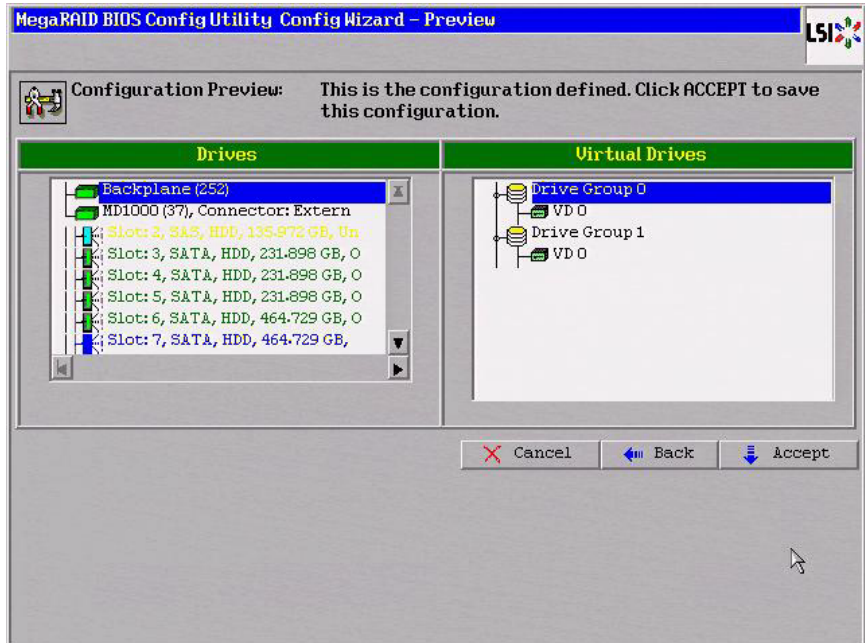 MegaRAID BIOS Config Utility Config Wizard – Preview
LSI
Configuration Preview: This is the configuration defined. Click ACCEPT to save
this configuration.
Drives
Backplane (252)
MD1000 (37), Connector: Extern
Slot: 2, SAS, HDD, 135.972 GB, Un
Slot: 3, SATA, HDD, 231.898 GB, O
Slot: 4, SATA, HDD, 231.898 GB, O
Slot: 5, SATA, HDD, 231.898 GB, O
Slot: 6, SATA, HDD, 464.729 GB, O
Slot: 7, SATA, HDD, 464.729 GB,
Virtual Drives
Drive Group 0
VD 0
Drive Group 1
VD 0
Cancel
Back
Accept